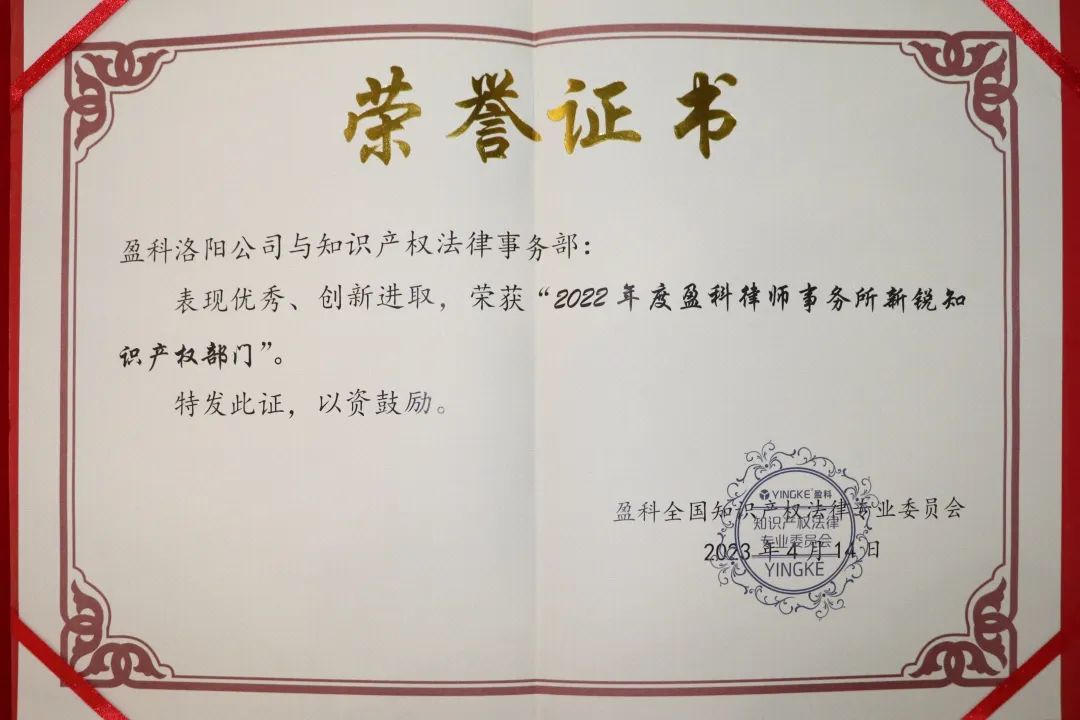 荣誉证书
盈科洛阳公司与知识产权法律事务部：
表现优秀、创新进取，荣获“2022年度盈科律师事务所新锐知
识产权部门”。
特发此证，以资鼓励。
盈科全国知识产权法律专业委员会
2023年4月14日
YINGKE 盈科
知识产权法律
专业委员会
YINGKE